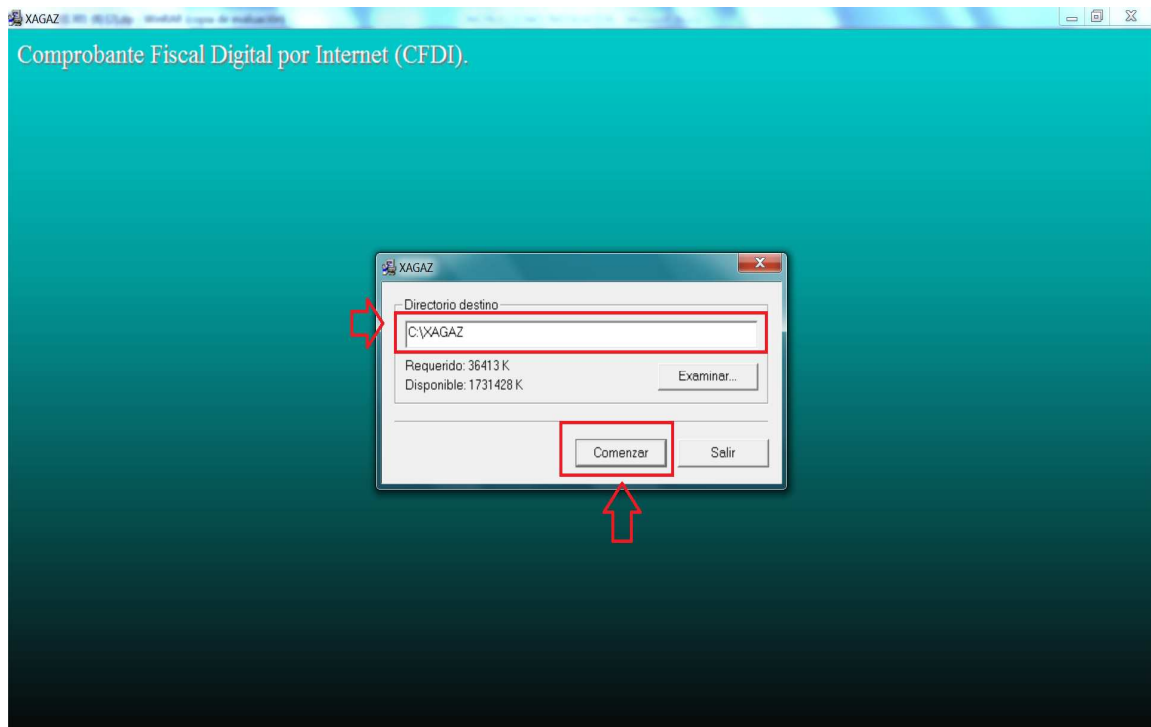 XAGAZ
Comprobante Fiscal Digital por Internet (CFDI).
XAGAZ
X
Directorio destino
C:\XAGAZ
Requerido: 36413 K
Disponible: 1731428 K
Examinar...
Comenzar
Salir